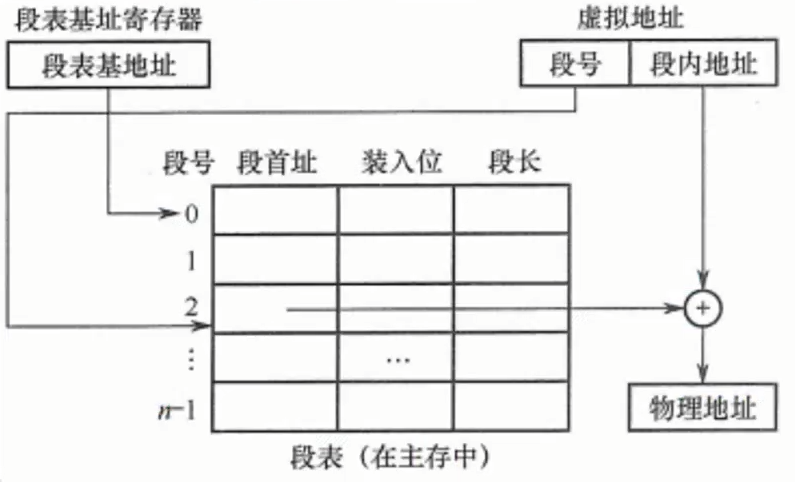 段表基址寄存器 虚拟地址
段表基地址 段号 段内地址
段号 段首址 装入位 段长
0
1
2
+
⋮ …
n-1
物理地址
段表（在主存中）